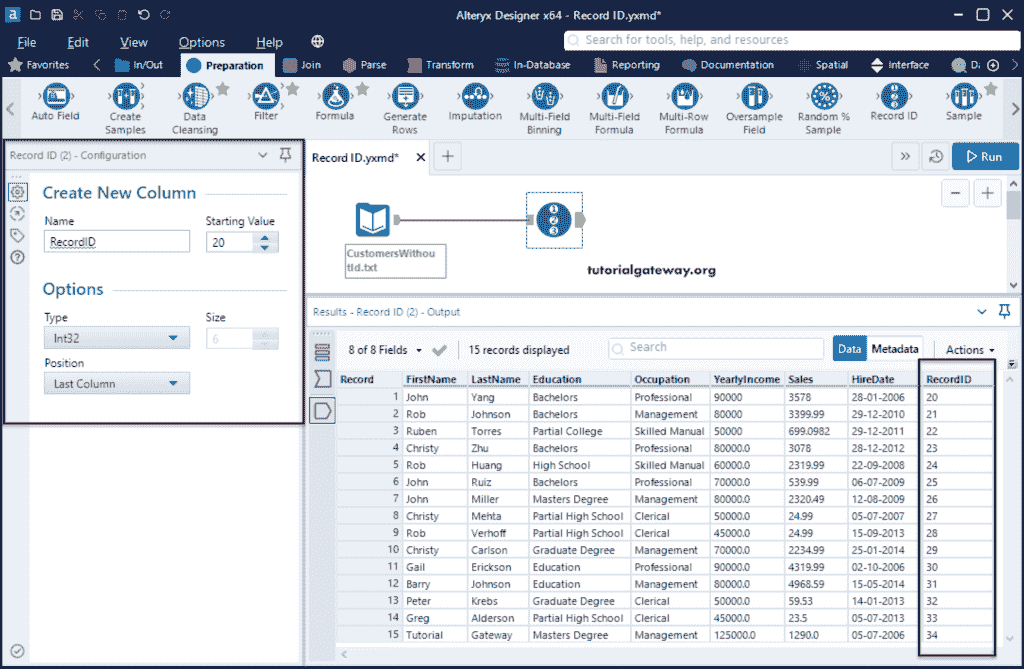 a Alteryx Designer x64 - Record ID.yxmd*
File Edit View Options Help Search for tools, help, and resources
Favorites In/Out Preparation Join Parse Transform In-Database Reporting Documentation Spatial Interface D
Auto Field Create Samples Data Cleansing Filter Formula Generate Rows Imputation Multi-Field Binning Multi-Field Formula Multi-Row Formula Oversample Field Random % Sample Record ID Sample
Record ID (2) - Configuration
Create New Column
Name Starting Value
RecordID 20
Options
Type Size
Int32 6
Position
Last Column
Record ID.yxmd* Run
CustomersWithou
tid.txt
1
2
3
tutorialgateway.org
Results - Record ID (2) - Output
8 of 8 Fields 15 records displayed Search Data Metadata Actions
Record FirstName LastName Education Occupation YearlyIncome Sales HireDate RecordID
1 John Yang Bachelors Professional 90000 3578 28-01-2006 20
2 Rob Johnson Bachelors Management 80000 3399.99 29-12-2010 21
3 Ruben Torres Partial College Skilled Manual 50000 699.0982 29-12-2011 22
4 Christy Zhu Bachelors Professional 80000.0 3078 28-12-2012 23
5 Rob Huang High School Skilled Manual 60000.0 2319.99 22-09-2008 24
6 John Ruiz Bachelors Professional 70000.0 539.99 06-07-2009 25
7 John Miller Masters Degree Management 80000.0 2320.49 12-08-2009 26
8 Christy Mehta Partial High School Clerical 50000.0 24.99 05-07-2007 27
9 Rob Verhoff Partial High School Clerical 45000.0 24.99 15-09-2013 28
10 Christy Carlson Graduate Degree Management 70000.0 2234.99 25-01-2014 29
11 Gail Erickson Education Professional 90000.0 4319.99 02-10-2006 30
12 Barry Johnson Education Management 80000.0 4968.59 15-05-2014 31
13 Peter Krebs Graduate Degree Clerical 50000.0 59.53 14-01-2013 32
14 Greg Alderson Partial High School Clerical 45000.0 23.5 05-07-2013 33
15 Tutorial Gateway Masters Degree Management 125000.0 1290.0 05-07-2006 34